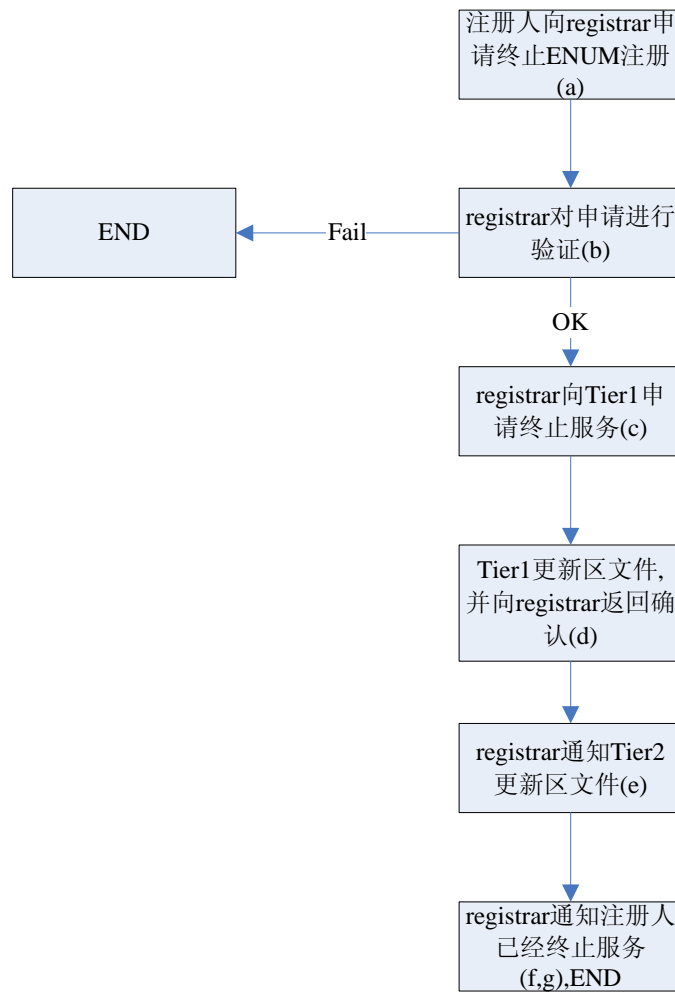 注册人向registrar申
请终止ENUM注册
(a)
END
Fail
registrar对申请进行
验证(b)
OK
registrar向Tier1申
请终止服务(c)
Tier1更新区文件,
并向registrar返回确
认(d)
registrar通知Tier2
更新区文件(e)
registrar通知注册人
已经终止服务
(f,g),END